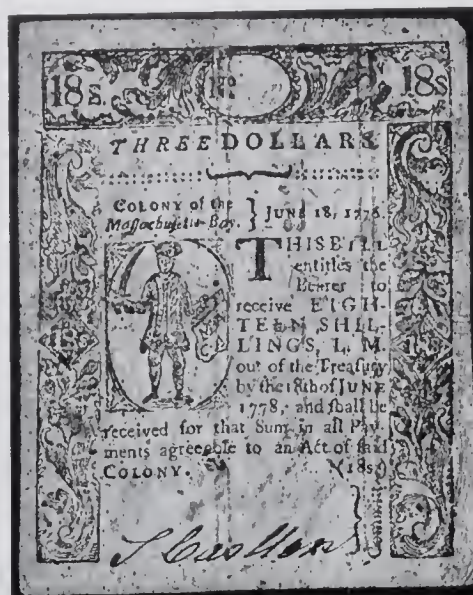 18s. No 18s
THREE DOLLARS
COLONY of the } JUNE 18, 1776.
Massachusetts-Bay.
THIS BILL
entitles the
Bearer to
receive EIGH-
TEEN SHIL-
LINGS, L. M.
out of the Treasury
by the 18th of JUNE
1778, and shall be
received for that Sum in all Pay-
ments agreeable to an Act of said
COLONY. (18s.)
18s 18s